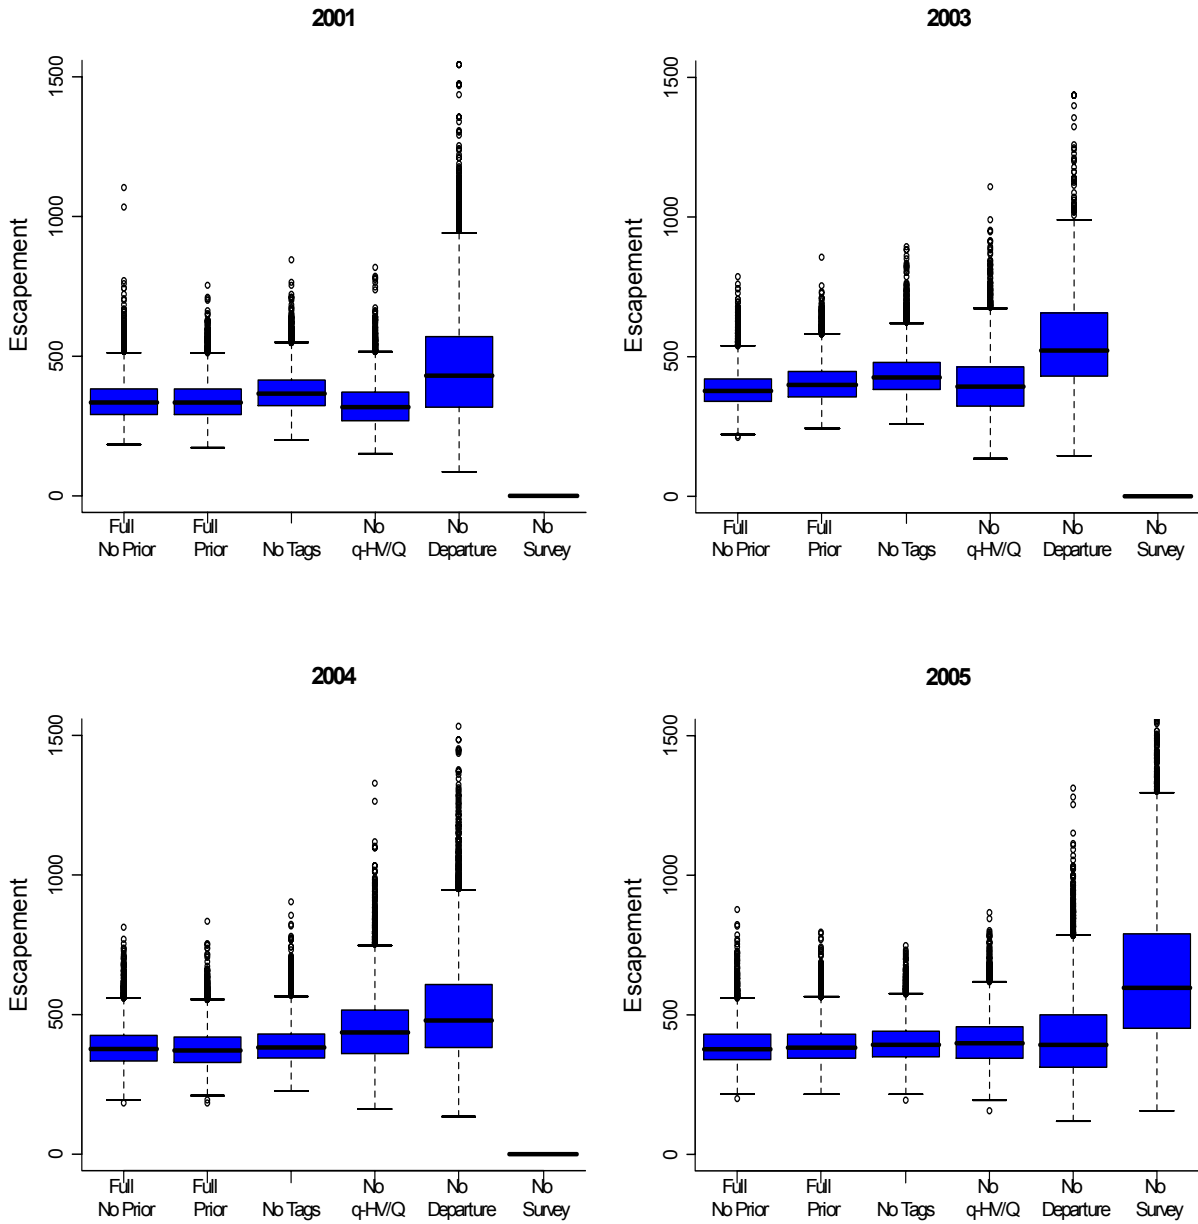 2001
1500
1000
500
0
Escapement
Full No Prior
Full Prior
No Tags
No q-HV/Q
No Departure
No Survey
2003
1500
1000
500
0
Escapement
Full No Prior
Full Prior
No Tags
No q-HV/Q
No Departure
No Survey
2004
1500
1000
500
0
Escapement
Full No Prior
Full Prior
No Tags
No q-HV/Q
No Departure
No Survey
2005
1500
1000
500
0
Escapement
Full No Prior
Full Prior
No Tags
No q-HV/Q
No Departure
No Survey